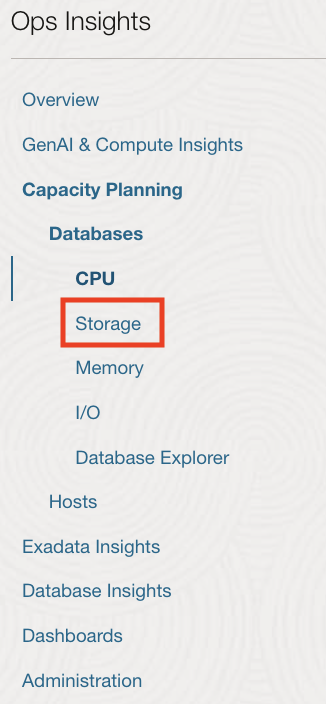 Ops Insights
Overview
GenAI & Compute Insights
Capacity Planning
Databases
CPU
Storage
Memory
I/O
Database Explorer
Hosts
Exadata Insights
Database Insights
Dashboards
Administration